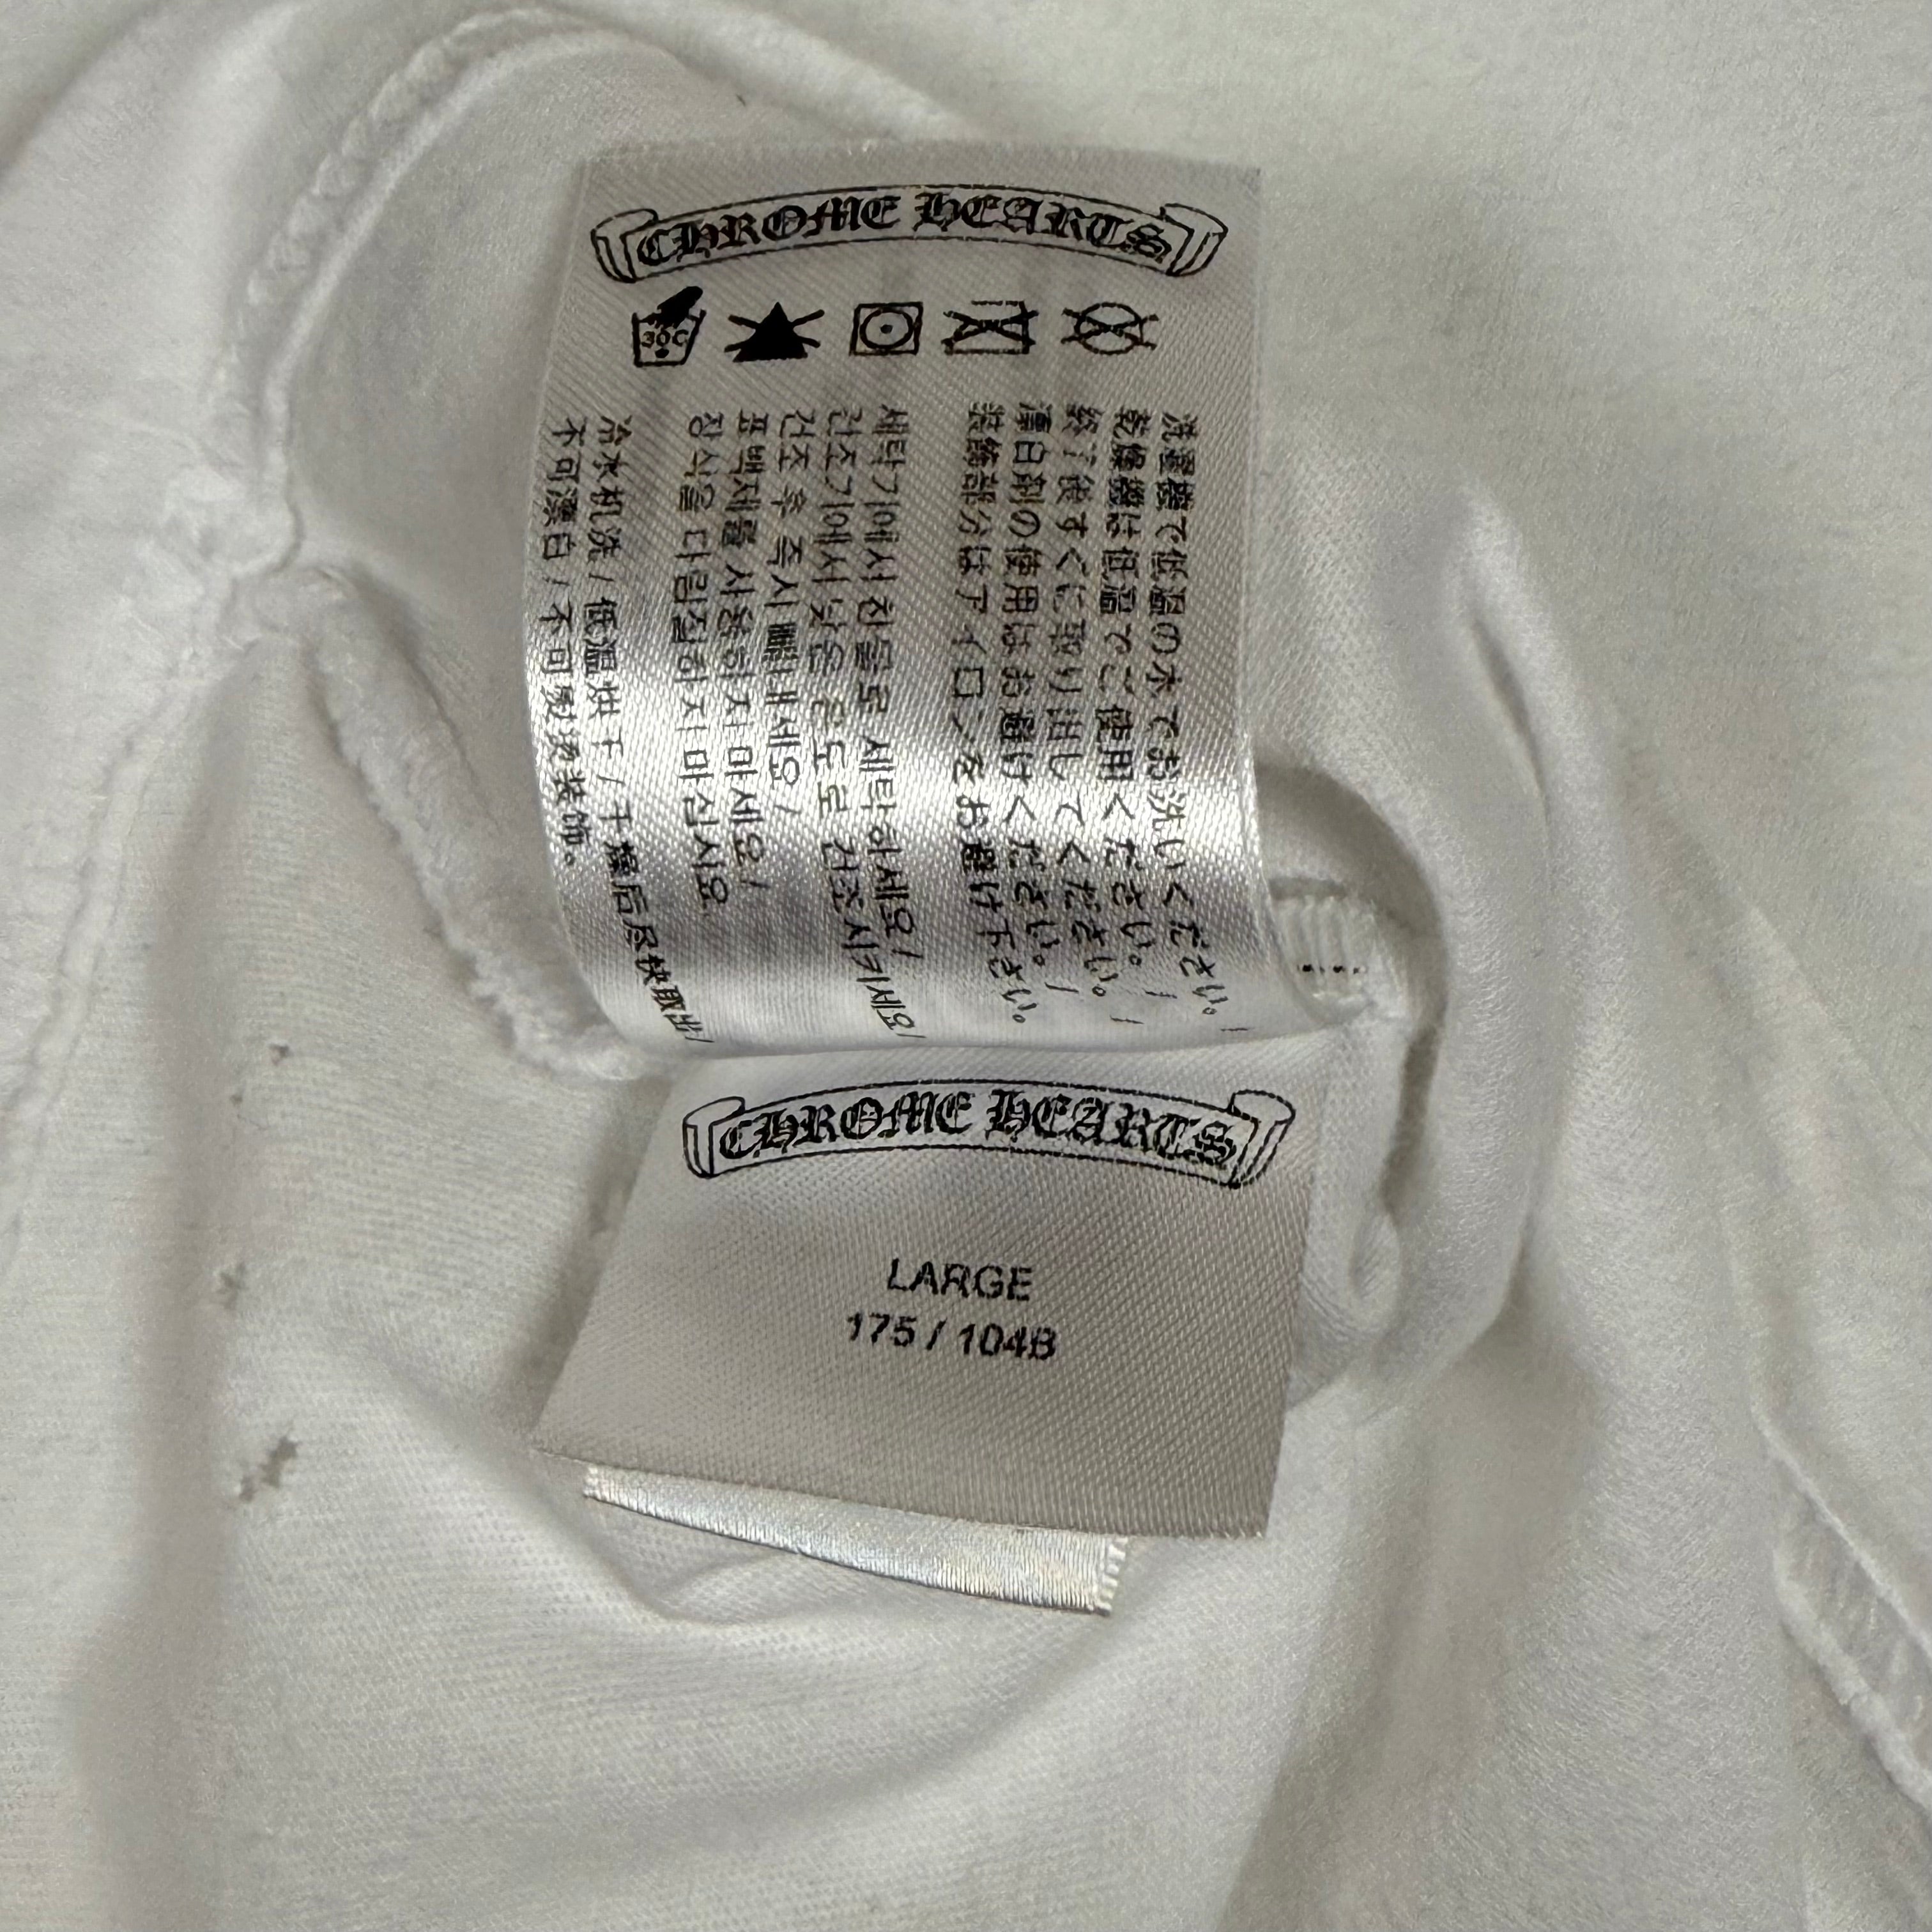 CHROME HEARTS
30C
洗濯機で低温の水でお洗いください。/
乾燥機は低温でご使用ください。/
終了後すぐに取り出してください。/
漂白剤の使用はお避けください。/
装飾部分はアイロンをお避け下さい。
세탁기에서 찬물로 세탁하세요/
건조기에서 낮은 온도로 건조시키세요/
건조 후 즉시 빼내세요/
표백제를 사용하지 마세요/
장식을 다림질하지 마십시요
冷水机洗/低温烘干/干燥后尽快取出/
不可漂白/不可熨烫装饰。
CHROME HEARTS
LARGE
175 / 104B